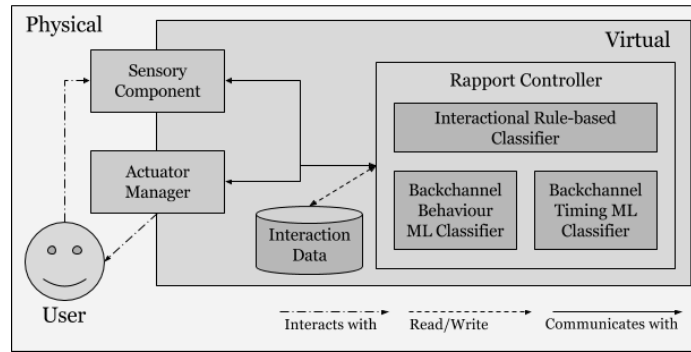 Physical
Virtual
Sensory
Component
Rapport Controller
Interactional Rule-based
Classifier
Actuator
Manager
Backchannel
Behaviour
ML Classifier
Backchannel
Timing ML
Classifier
Interaction
Data
User
Interacts with
Read/Write
Communicates with